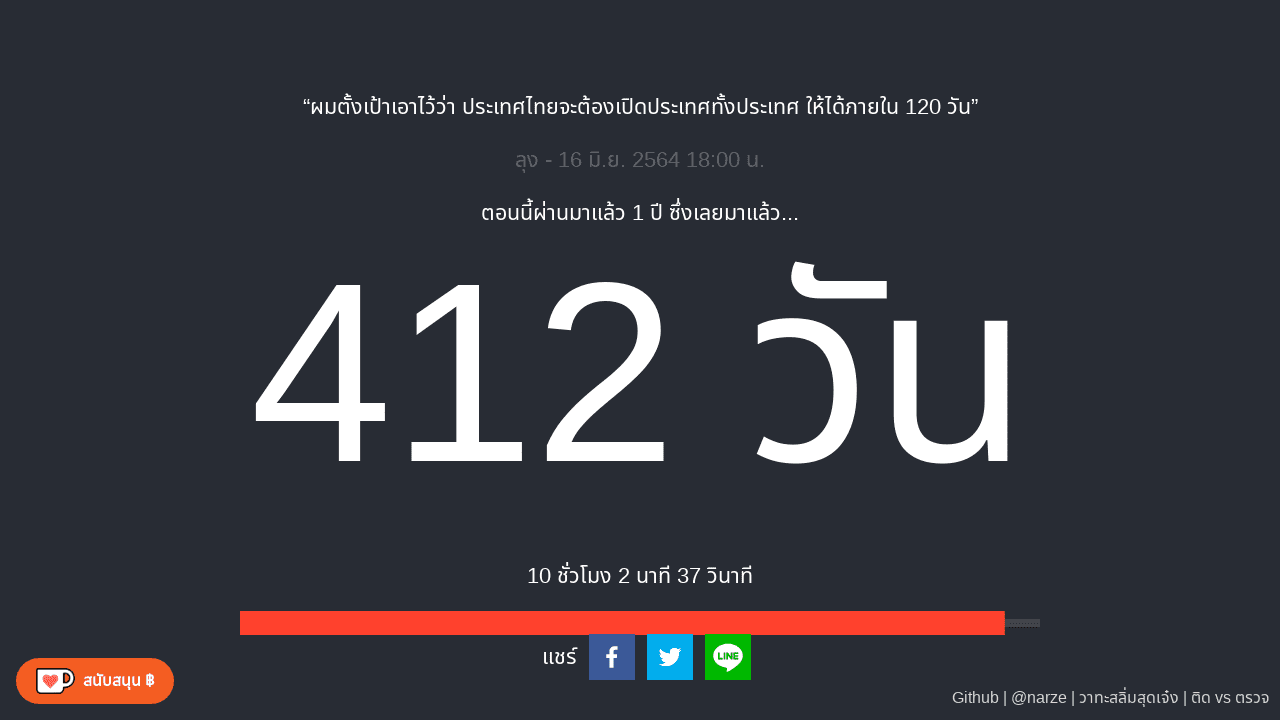 “ผมตั้งเป้าเอาไว้ว่า ประเทศไทยจะต้องเปิดประเทศทั้งประเทศ ให้ได้ภายใน 120 วัน”
ลุง - 16 มิ.ย. 2564 18:00 น.
ตอนนี้ผ่านมาแล้ว 1 ปี ซึ่งเลยมาแล้ว...
412 วัน
10 ชั่วโมง 2 นาที 37 วินาที
แชร์
LINE
สนับสนุน ฿
Github | @narze | วาทะสลิ่มสุดเจ๋ง | ติด vs ตรวจ